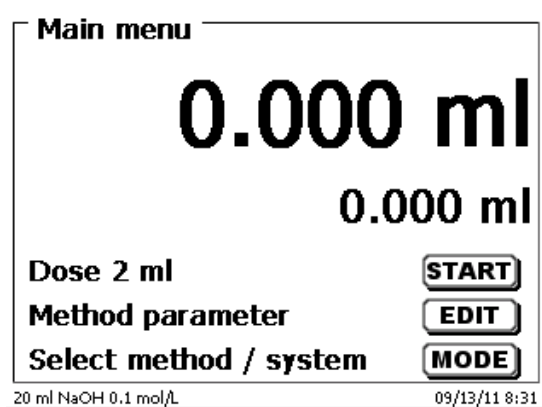 Main menu
0.000 ml
0.000 ml
Dose 2 ml START
Method parameter EDIT
Select method / system MODE
20 ml NaOH 0.1 mol/L 09/13/11 8:31